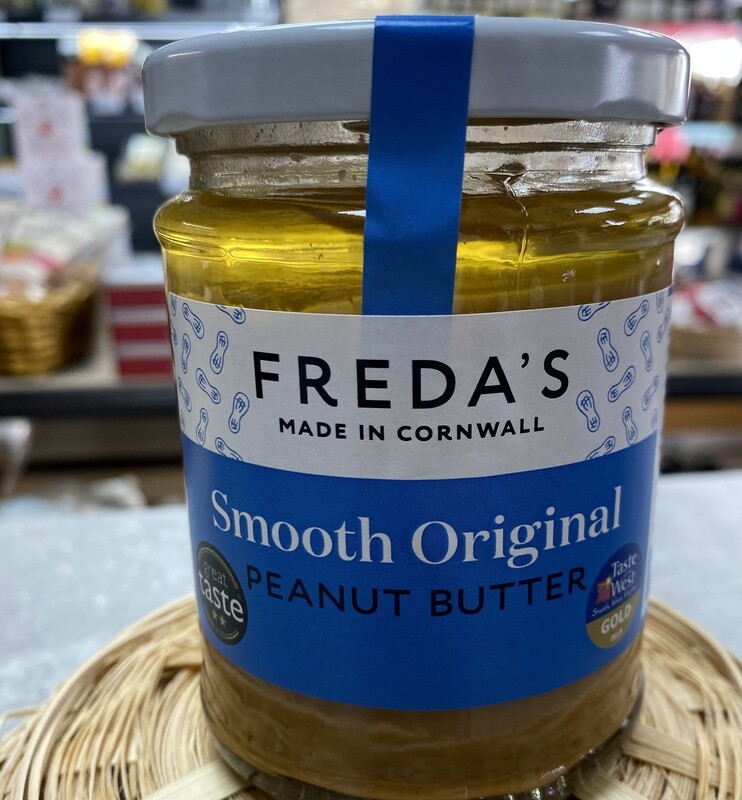 FREDA'S
MADE IN CORNWALL
Smooth Original
PEANUT BUTTER
great
taste
Taste
West
GOLD